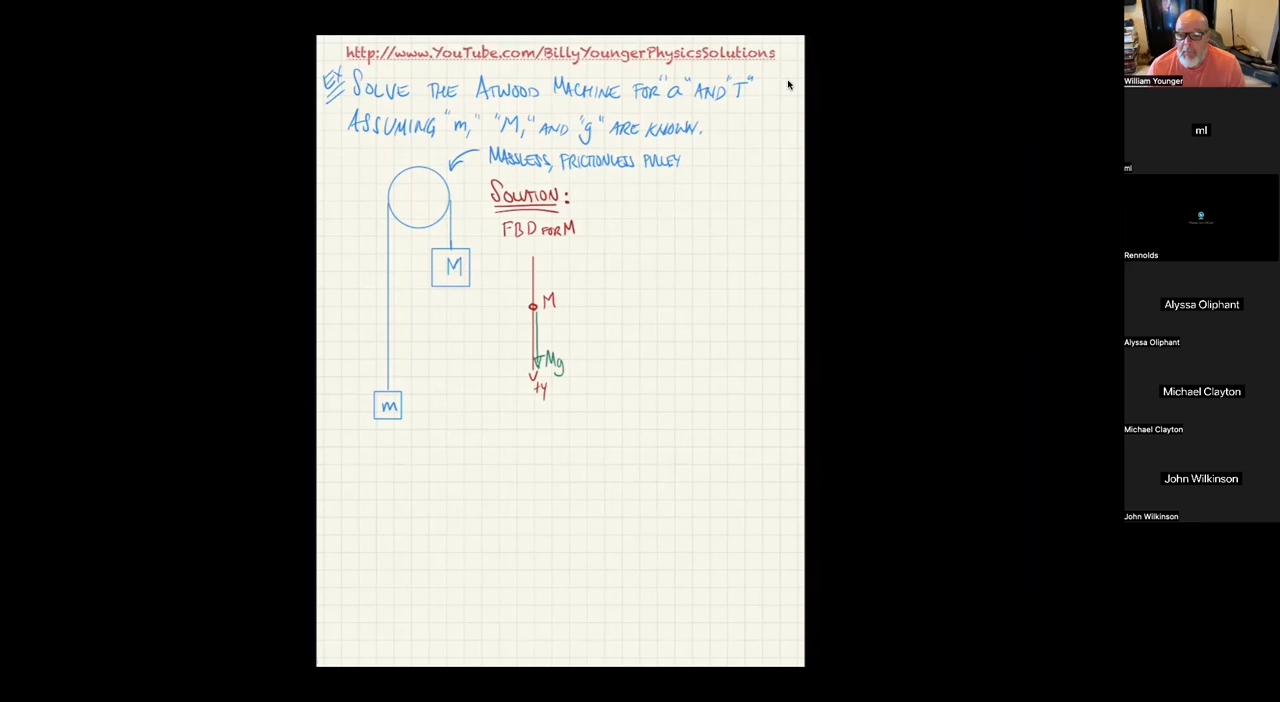 http://www.YouTube.com/BillyYoungerPhysicsSolutions
Ex SOLVE THE ATWOOD MACHINE FOR "a" AND "T"
ASSUMING "m," "M," AND "g" ARE KNOWN.
MASSLESS, FRICTIONLESS PULLEY
SOLUTION:
FBD FOR M
M
M
Mg
+y
m
William Younger
ml
ml
Rennolds
Alyssa Oliphant
Alyssa Oliphant
Michael Clayton
Michael Clayton
John Wilkinson
John Wilkinson